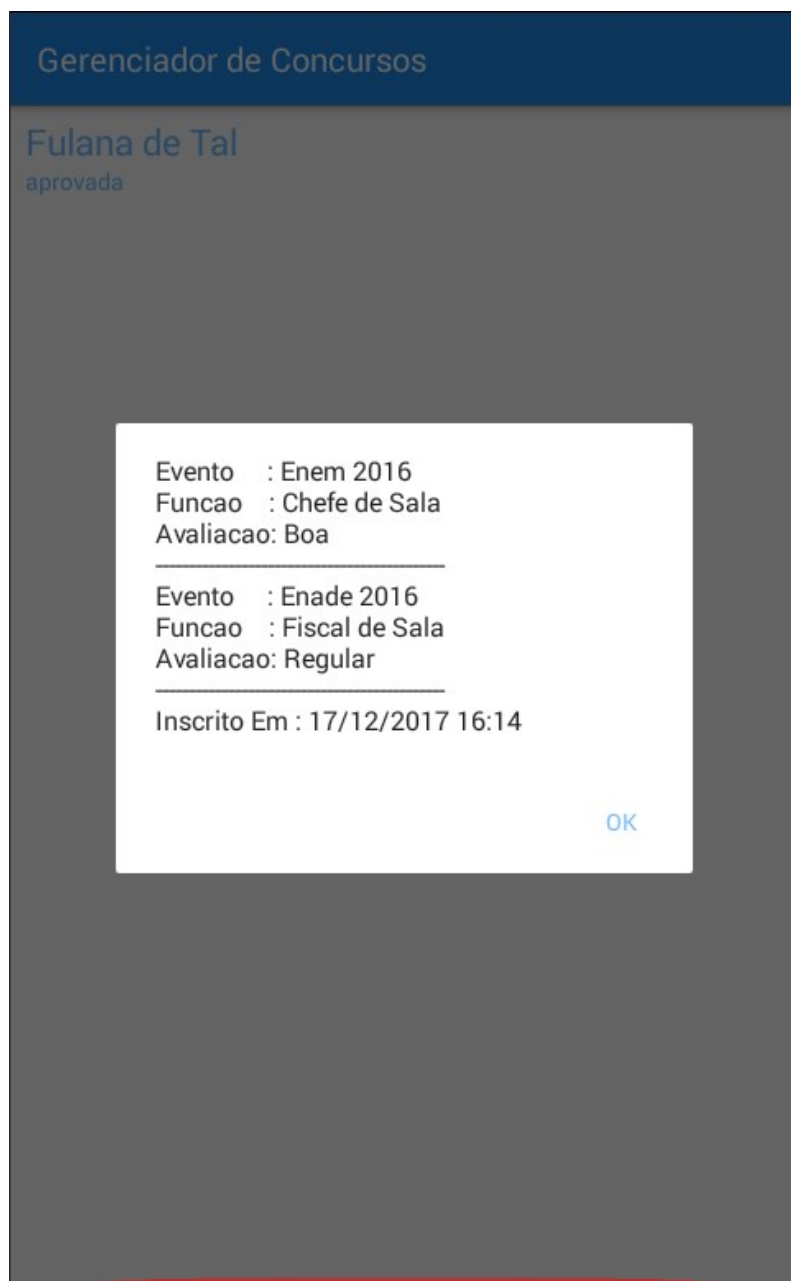 Gerenciador de Concursos
Fulana de Tal
aprovada
Evento : Enem 2016
Funcao : Chefe de Sala
Avaliacao: Boa
----------------------------------------
Evento : Enade 2016
Funcao : Fiscal de Sala
Avaliacao: Regular
----------------------------------------
Inscrito Em : 17/12/2017 16:14
OK